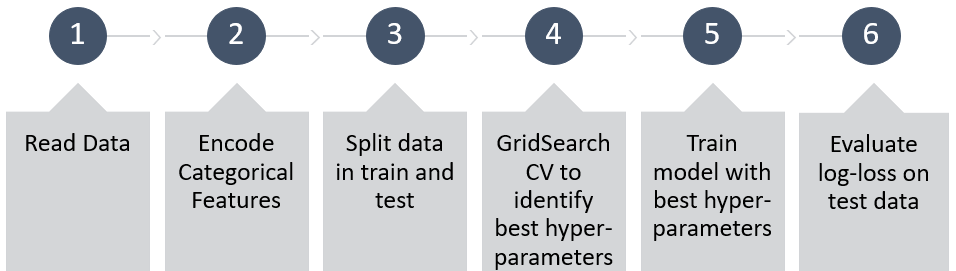 1
2
3
4
5
6
Read Data
Encode
Categorical
Features
Split data
in train and
test
GridSearch
CV to
identify
best hyper-
parameters
Train
model with
best hyper-
parameters
Evaluate
log-loss on
test data